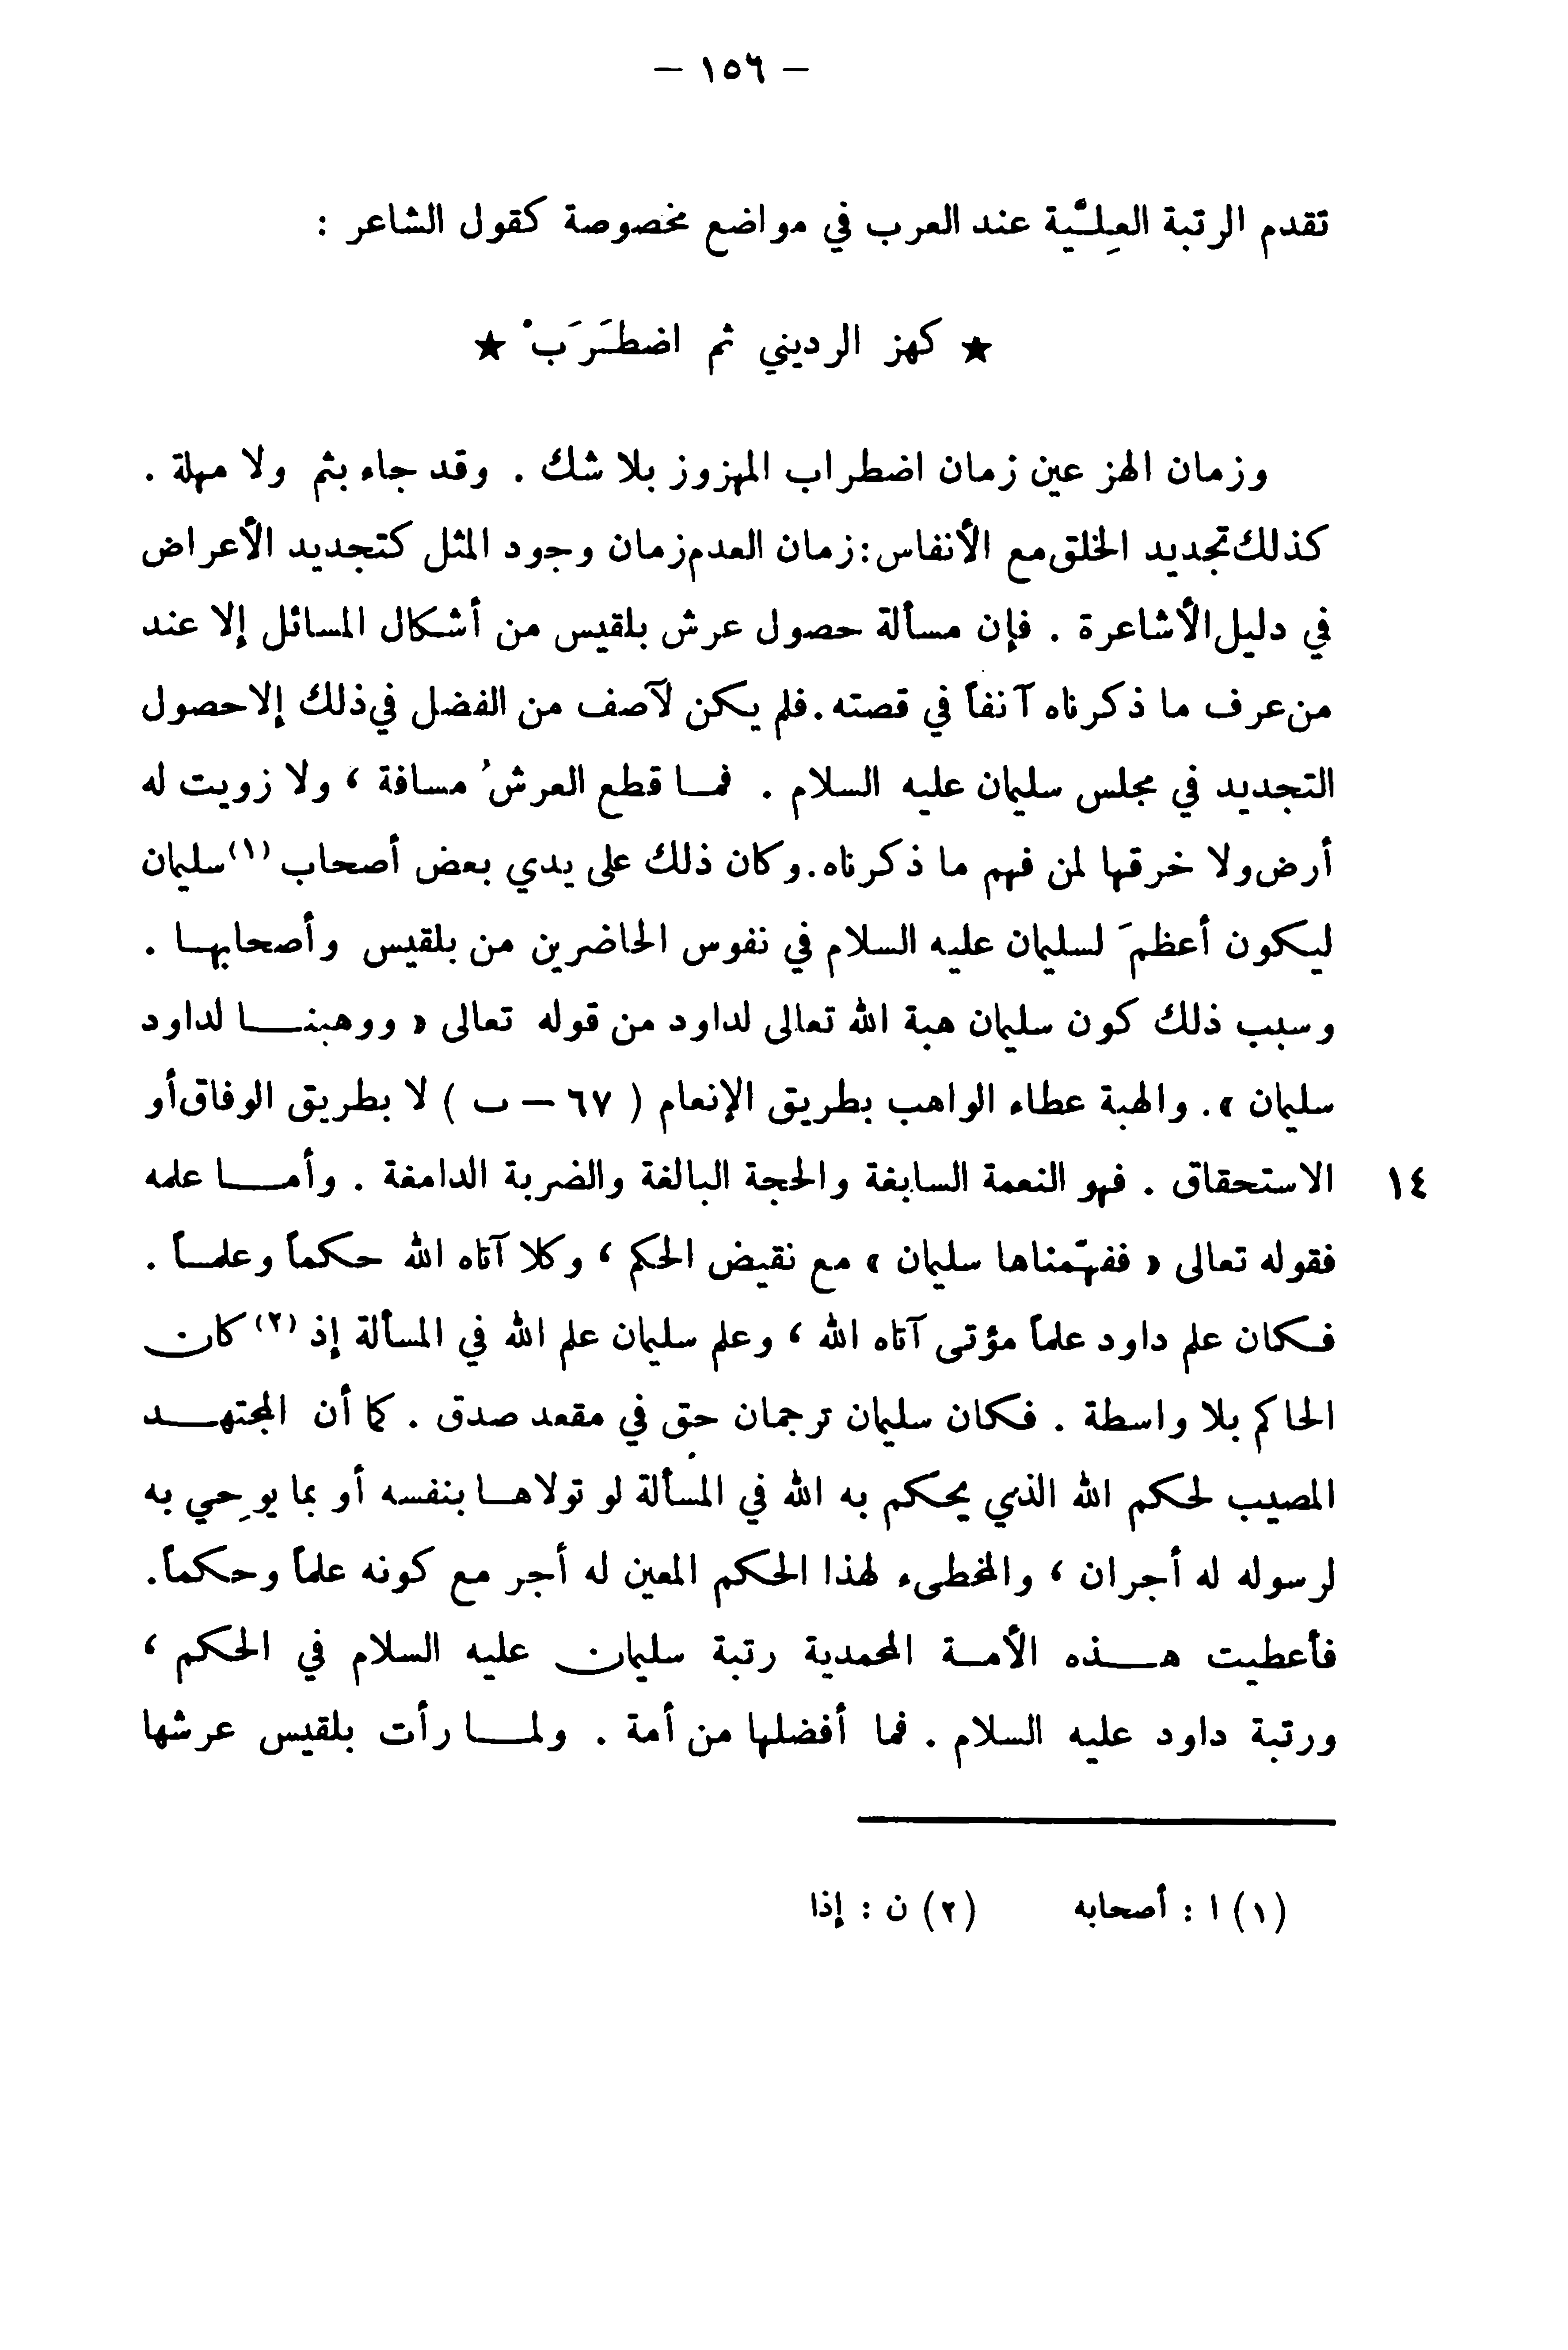 – ١٥٦ –
تقدم الرتبة العِلِّيَّة عند العرب في مواضع مخصوصة كقول الشاعر :
★ كهز الرديني ثم اضطَرَبْ ★
وزمان الهز عين زمان اضطراب المهزوز بلا شك . وقد جاء بثم ولا مهلة .
كذلك تجديد الخلق مع الأنفاس : زمان العدم زمان وجود المثل كتجديد الأعراض
في دليل الأشاعرة . فإن مسألة حصول عرش بلقيس من أشكال المسائل إلا عند
من عرف ما ذكرناه آنفاً في قصته . فلم يكن لآصف من الفضل في ذلك إلا حصول
التجديد في مجلس سليمان عليه السلام . فما قطع العرشُ مسافة ، ولا زويت له
أرض ولا خرقها لمن فهم ما ذكرناه . وكان ذلك على يدي بعض أصحاب (١) سليمان
ليكون أعظمَ لسليمان عليه السلام في نفوس الحاضرين من بلقيس وأصحابها .
وسبب ذلك كون سليمان هبة الله تعالى لداود من قوله تعالى « ووهبنا لداود
سليمان » . والهبة عطاء الواهب بطريق الإنعام ( ٦٧ – ب ) لا بطريق الوفاق أو
١٤ الاستحقاق . فهو النعمة السابغة والحجة البالغة والضربة الدامغة . وأما علمه
فقوله تعالى « ففهّمناها سليمان » مع نقيض الحكم ، وكلا آتاه الله حكماً وعلماً .
فكان علم داود علماً مؤتى آتاه الله ، وعلم سليمان علم الله في المسألة إذ (٢) كان
الحاكم بلا واسطة . فكان سليمان ترجمان حق في مقعد صدق . كما أن المجتهد
المصيب لحكم الله الذي يحكم به الله في المسألة لو تولاها بنفسه أو بما يوحِي به
لرسوله له أجران ، والمخطىء لهذا الحكم المعين له أجر مع كونه علماً وحكماً .
فأعطيت هذه الأمة المحمدية رتبة سليمان عليه السلام في الحكم ،
ورتبة داود عليه السلام . فما أفضلها من أمة . ولما رأت بلقيس عرشها
(١) ا : أصحابه (٢) ن : إذا